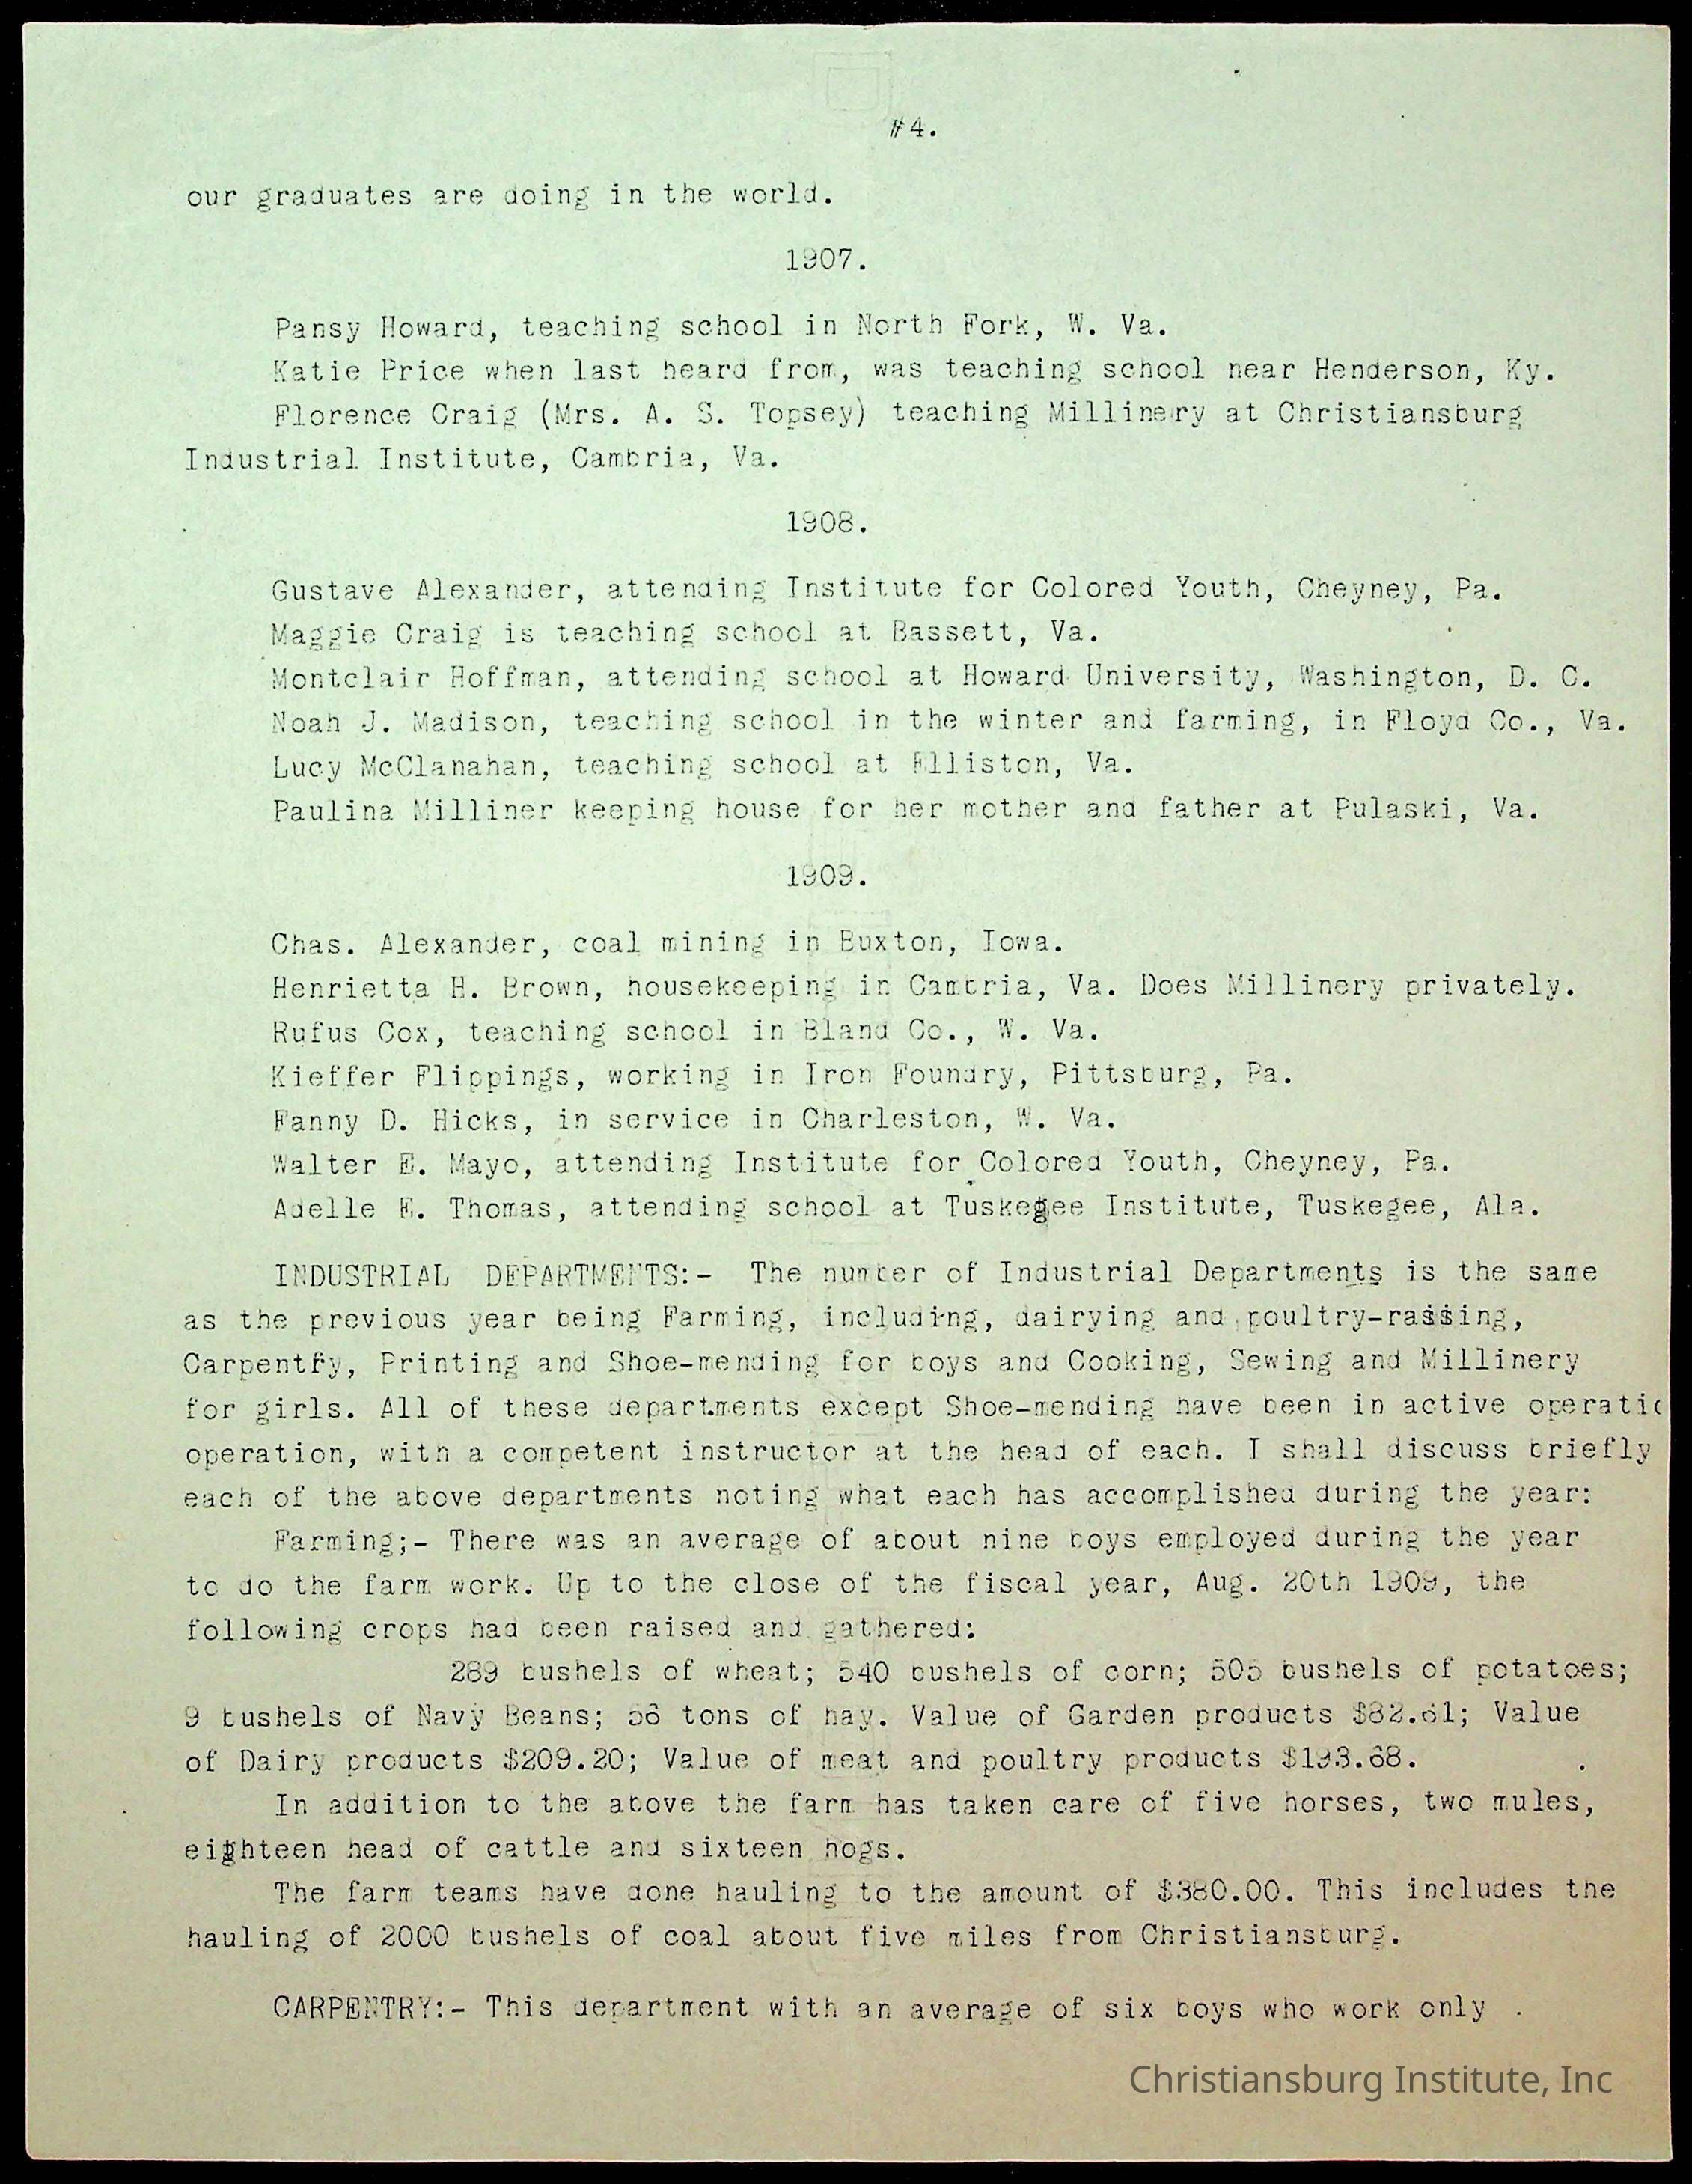 #4.
our graduates are doing in the world.
1907.
Pansy Howard, teaching school in North Fork, W. Va.
Katie Price when last heard from, was teaching school near Henderson, Ky.
Florence Craig (Mrs. A. S. Topsey) teaching Millinery at Christiansburg
Industrial Institute, Cambria, Va.
1908.
Gustave Alexander, attending Institute for Colored Youth, Cheyney, Pa.
Maggie Craig is teaching school at Bassett, Va.
Montclair Hoffman, attending school at Howard University, Washington, D. C.
Noah J. Madison, teaching school in the winter and farming, in Floyd Co., Va.
Lucy McClanahan, teaching school at Elliston, Va.
Paulina Milliner keeping house for her mother and father at Pulaski, Va.
1909.
Chas. Alexander, coal mining in Buxton, Iowa.
Henrietta H. Brown, housekeeping in Cambria, Va. Does Millinery privately.
Rufus Cox, teaching school in Bland Co., W. Va.
Kieffer Flippings, working in Iron Foundry, Pittsburg, Pa.
Fanny D. Hicks, in service in Charleston, W. Va.
Walter E. Mayo, attending Institute for Colored Youth, Cheyney, Pa.
Adelle E. Thomas, attending school at Tuskegee Institute, Tuskegee, Ala.
INDUSTRIAL DEPARTMENTS:- The number of Industrial Departments is the same
as the previous year being Farming, including, dairying and poultry-raising,
Carpentry, Printing and Shoe-mending for boys and Cooking, Sewing and Millinery
for girls. All of these departments except Shoe-mending have been in active operatio
operation, with a competent instructor at the head of each. I shall discuss briefly
each of the above departments noting what each has accomplished during the year:
Farming;- There was an average of about nine boys employed during the year
to do the farm work. Up to the close of the fiscal year, Aug. 20th 1909, the
following crops had been raised and gathered:
289 bushels of wheat; 540 bushels of corn; 505 bushels of potatoes;
9 bushels of Navy Beans; 56 tons of hay. Value of Garden products $82.61; Value
of Dairy products $209.20; Value of meat and poultry products $193.68.
In addition to the above the farm has taken care of five horses, two mules,
eighteen head of cattle and sixteen hogs.
The farm teams have done hauling to the amount of $380.00. This includes the
hauling of 2000 bushels of coal about five miles from Christiansburg.
CARPENTRY:- This department with an average of six boys who work only
Christiansburg Institute, Inc